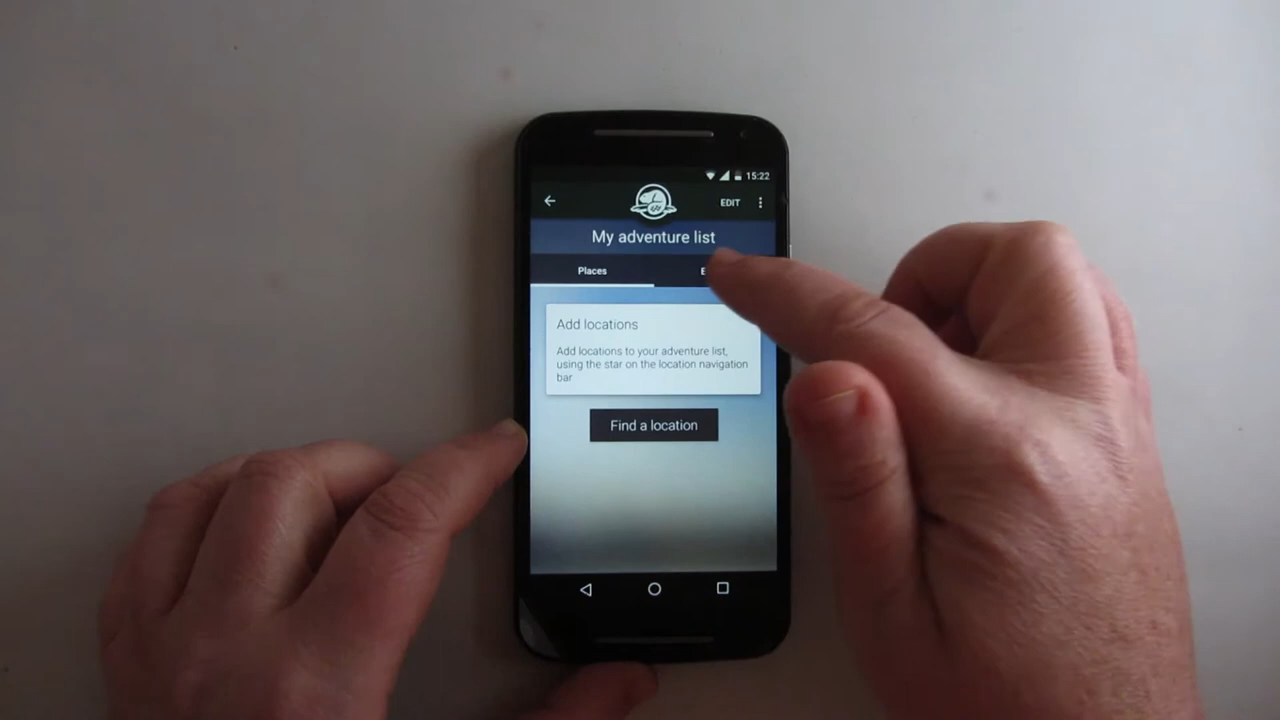 15:22
EDIT
My adventure list
Places
Add locations
Add locations to your adventure list,
using the star on the location navigation
bar
Find a location